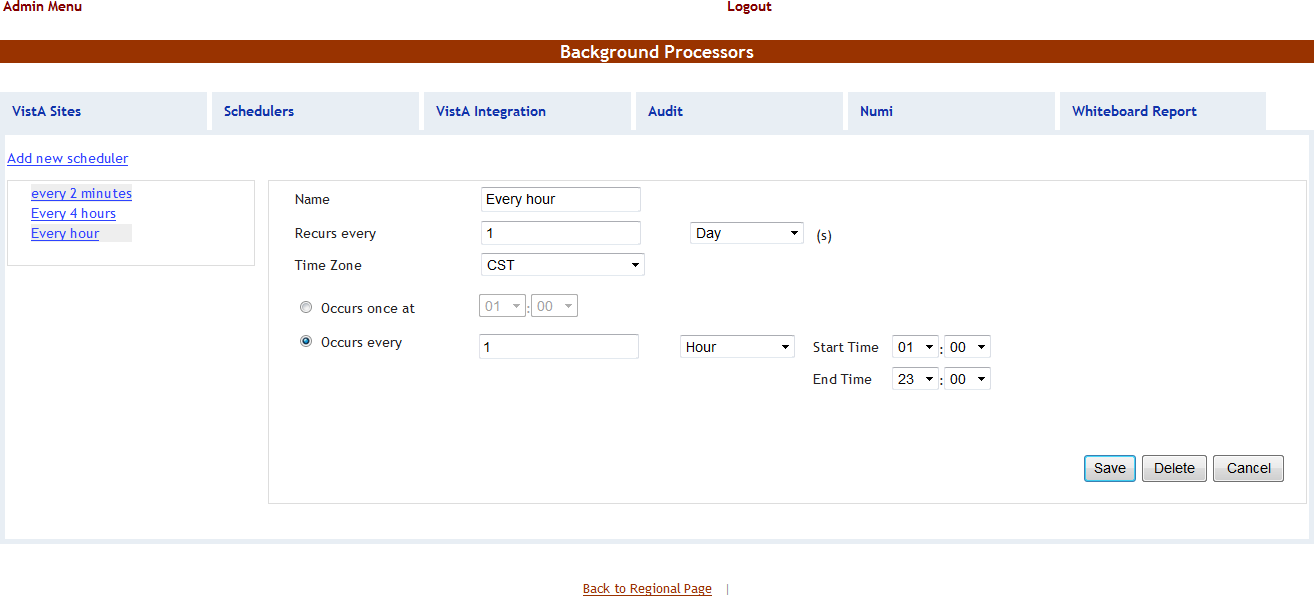 Admin Menu Logout
Background Processors
VistA Sites Schedulers VistA Integration Audit Numi Whiteboard Report
Add new scheduler
every 2 minutes
Every 4 hours
Every hour
Name Every hour
Recurs every 1 Day (s)
Time Zone CST
Occurs once at 01 : 00
Occurs every 1 Hour Start Time 01 : 00
End Time 23 : 00
Save Delete Cancel
Back to Regional Page |